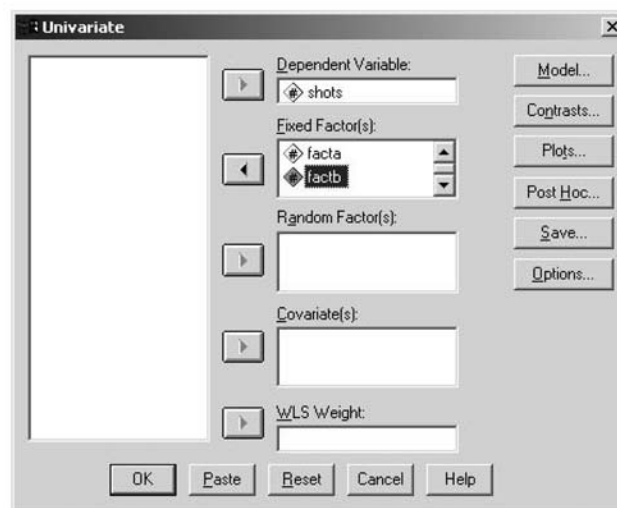 Univariate
Dependent Variable:
# shots
Fixed Factor(s):
# facta
# factb
Random Factor(s):
Covariate(s):
WLS Weight:
Model...
Contrasts...
Plots...
Post Hoc...
Save...
Options...
OK Paste Reset Cancel Help